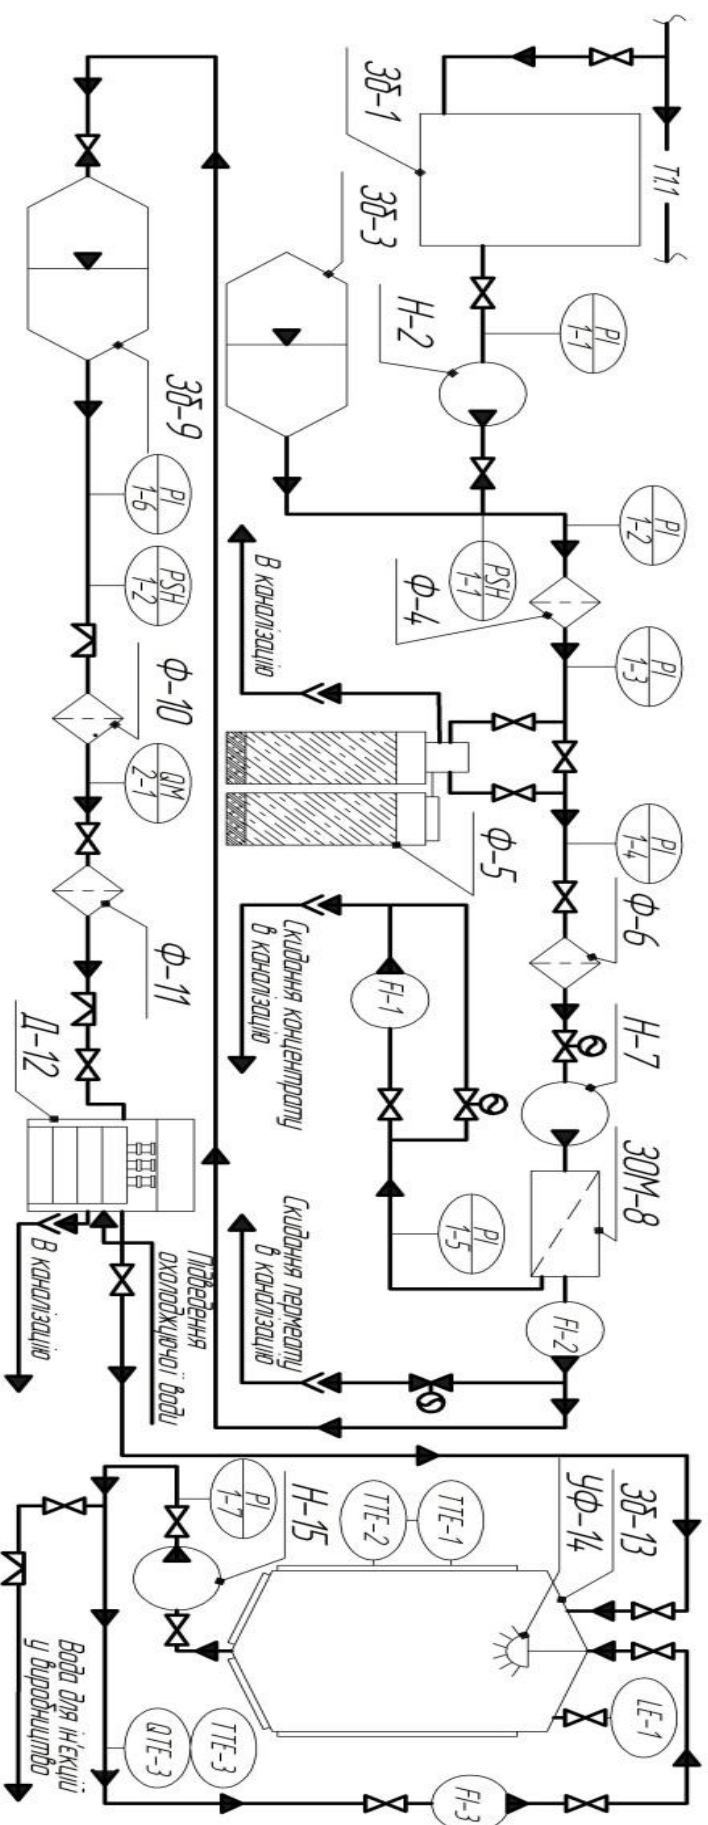 Т1.1
Зб-1
PI
1-1
Н-2
Зб-3
PI
1-2
PSH
1-1
Ф-4
PI
1-3
В каналізацію
Ф-5
PI
1-4
Ф-6
Н-7
ЗОМ-8
FI-1
Скидання концентрату
в каналізацію
PI
1-5
FI-2
Скидання пермеату
в каналізацію
Зб-9
PI
1-6
PSH
1-2
Ф-10
QM
2-1
Ф-11
Д-12
В каналізацію
Підведення
охолоджуючої води
Зб-13
УФ-14
TTE-1
TTE-2
Н-15
PI
1-7
LE-1
TTE-3
QTE-3
FI-3
Вода для ін'єкцій
у виробництво